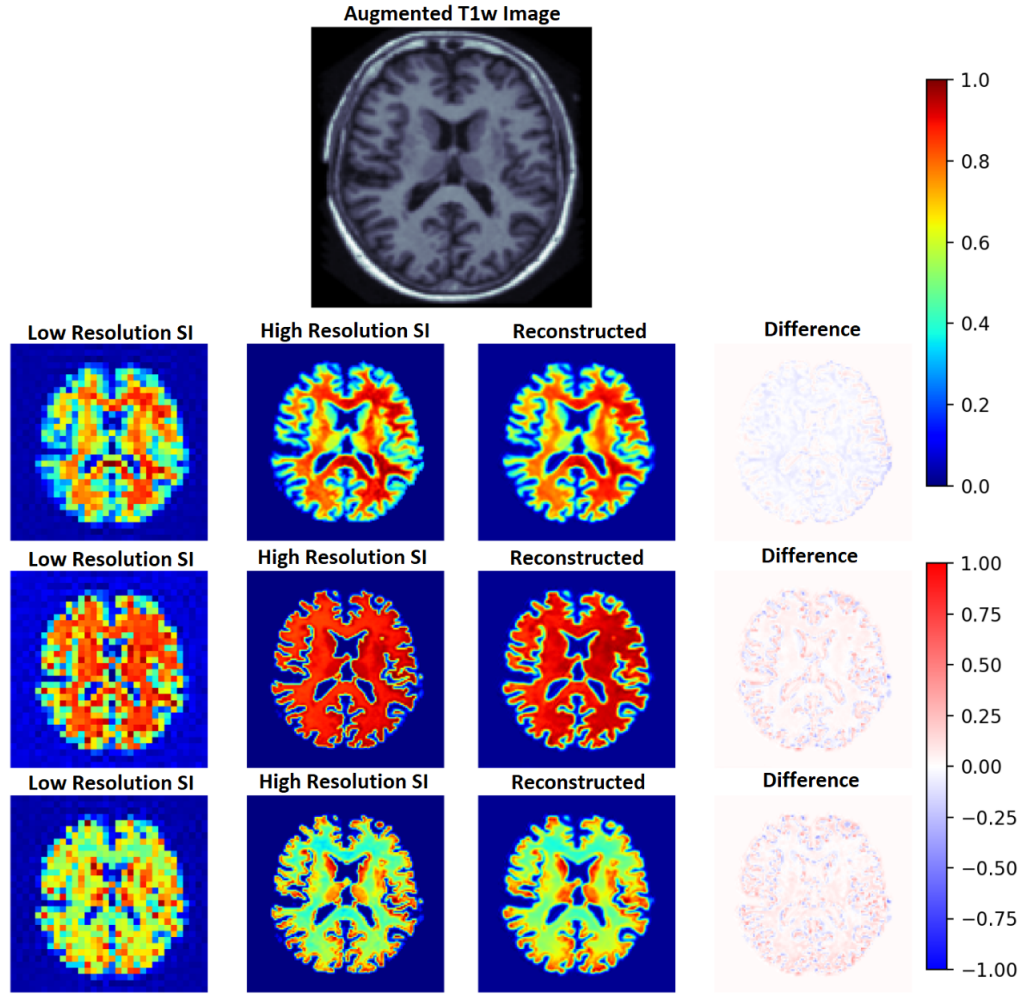 Augmented T1w Image
1.0
0.8
0.6
0.4
0.2
0.0
Low Resolution SI
High Resolution SI
Reconstructed
Difference
Low Resolution SI
High Resolution SI
Reconstructed
Difference
1.00
0.75
0.50
0.25
0.00
−0.25
−0.50
−0.75
−1.00
Low Resolution SI
High Resolution SI
Reconstructed
Difference